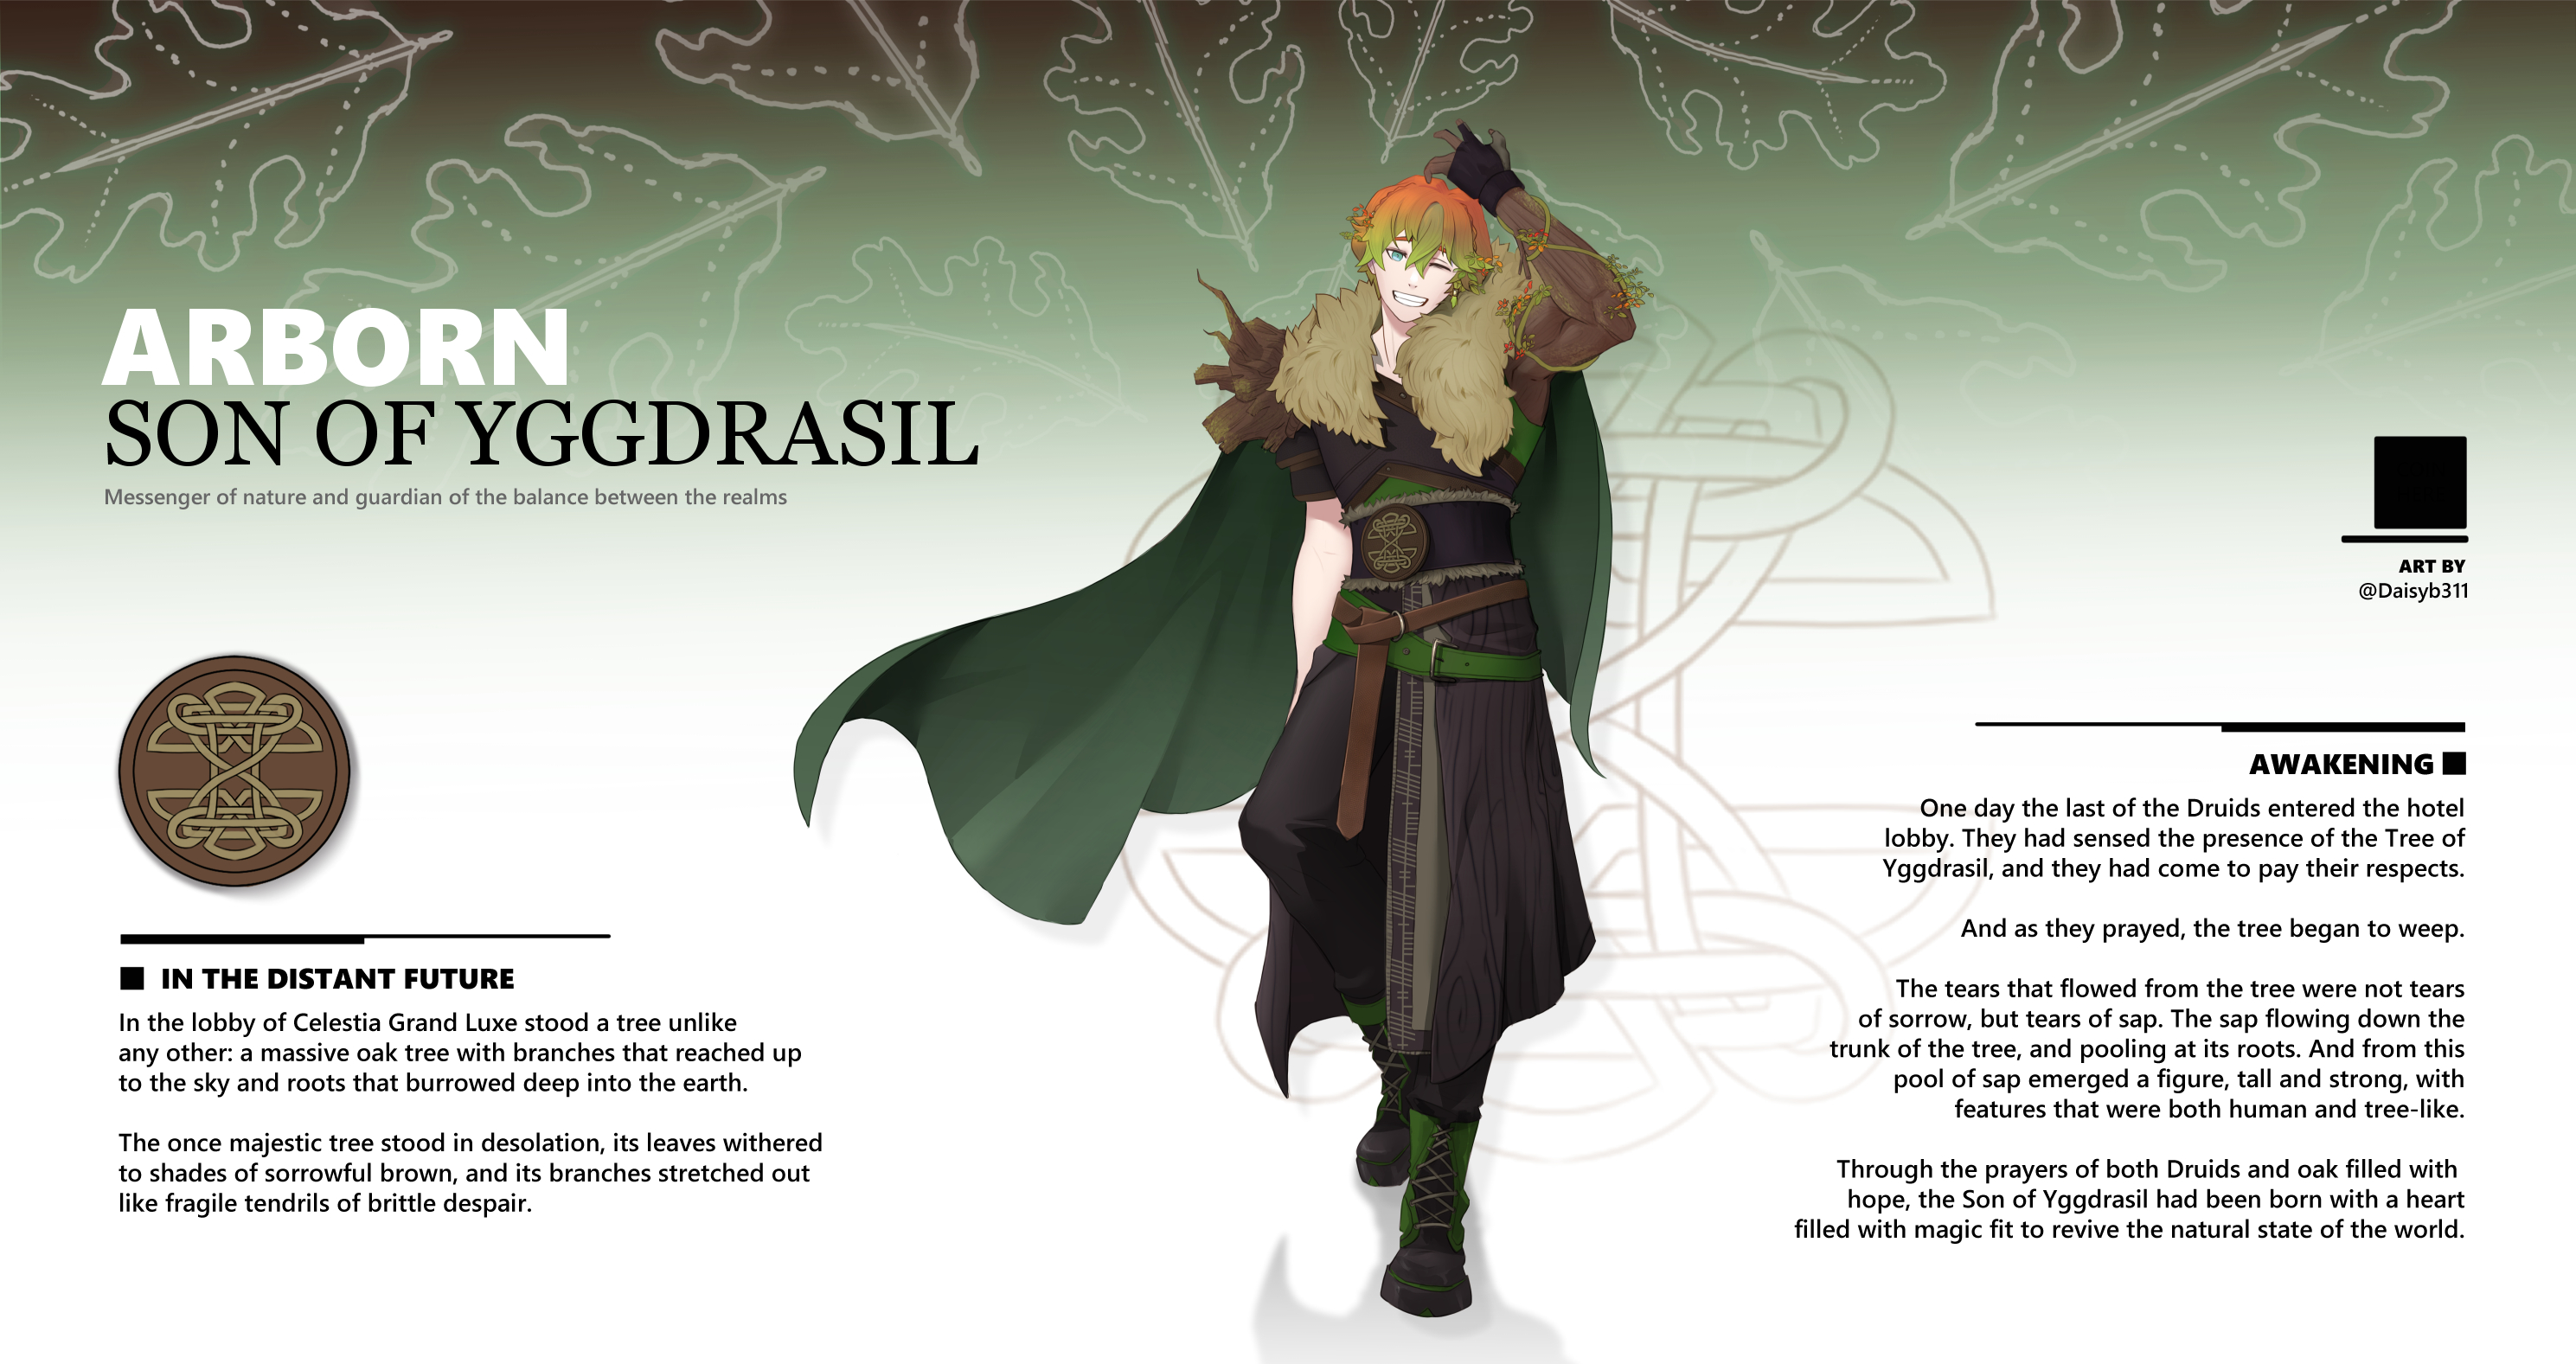 ARBORN
SON OF YGGDRASIL
Messenger of nature and guardian of the balance between the realms
ART BY
@Daisyb311
IN THE DISTANT FUTURE
In the lobby of Celestia Grand Luxe stood a tree unlike
any other: a massive oak tree with branches that reached up
to the sky and roots that burrowed deep into the earth.
The once majestic tree stood in desolation, its leaves withered
to shades of sorrowful brown, and its branches stretched out
like fragile tendrils of brittle despair.
AWAKENING
One day the last of the Druids entered the hotel
lobby. They had sensed the presence of the Tree of
Yggdrasil, and they had come to pay their respects.
And as they prayed, the tree began to weep.
The tears that flowed from the tree were not tears
of sorrow, but tears of sap. The sap flowing down the
trunk of the tree, and pooling at its roots. And from this
pool of sap emerged a figure, tall and strong, with
features that were both human and tree-like.
Through the prayers of both Druids and oak filled with
hope, the Son of Yggdrasil had been born with a heart
filled with magic fit to revive the natural state of the world.